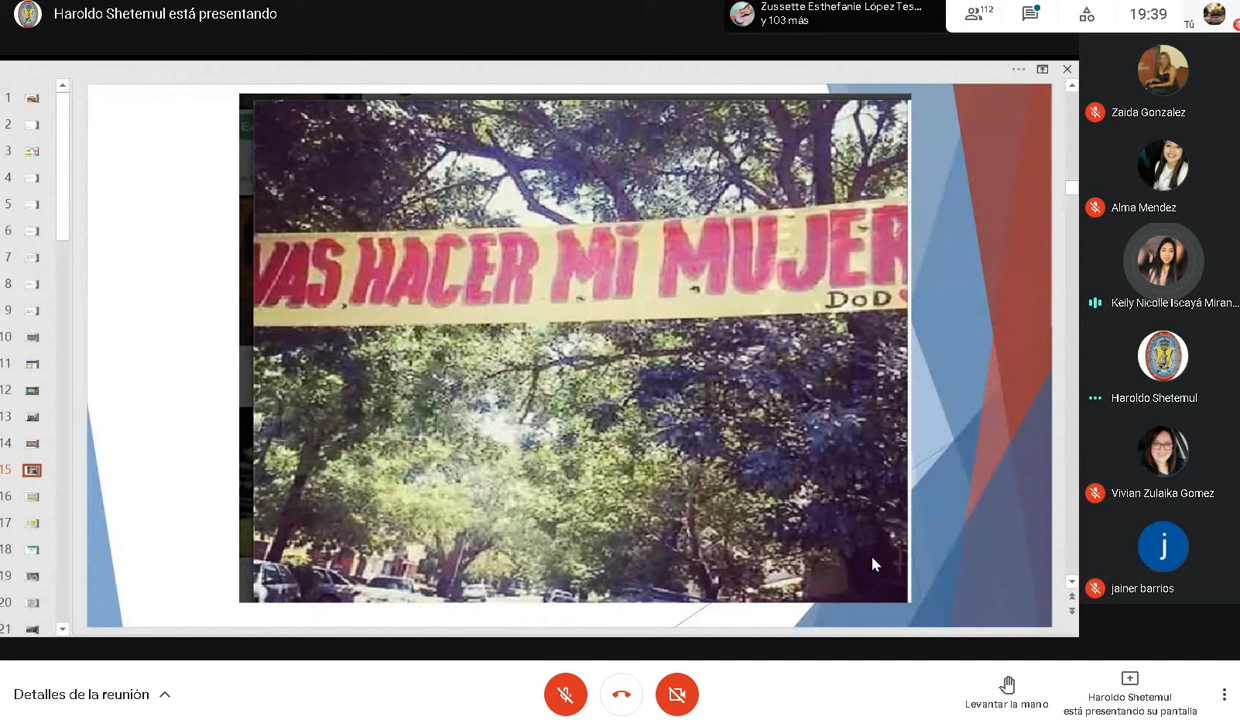 Haroldo Shetemul está presentando
Zussette Esthefanie López Tes...
y 103 más
112
19:39
Tú
1
2
3
4
5
6
7
8
9
10
11
12
13
14
15
16
17
18
19
20
21
VAS HACER Mi MUJER
DoD
Zaida Gonzalez
Alma Mendez
Keily Nicolle Iscayá Miran...
Haroldo Shetemul
Vivian Zulaika Gomez
j
jainer barrios
Detalles de la reunión
Levantar la mano
Haroldo Shetemul
está presentando su pantalla